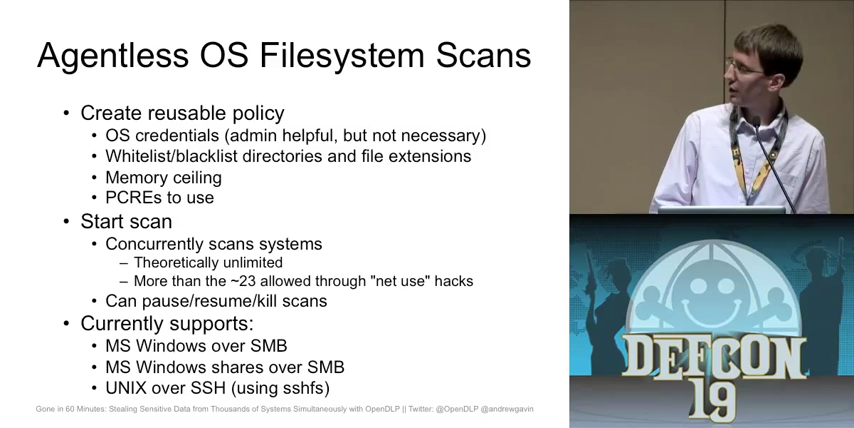 Agentless OS Filesystem Scans
• Create reusable policy
• OS credentials (admin helpful, but not necessary)
• Whitelist/blacklist directories and file extensions
• Memory ceiling
• PCREs to use
• Start scan
• Concurrently scans systems
– Theoretically unlimited
– More than the ~23 allowed through "net use" hacks
• Can pause/resume/kill scans
• Currently supports:
• MS Windows over SMB
• MS Windows shares over SMB
• UNIX over SSH (using sshfs)
Gone in 60 Minutes: Stealing Sensitive Data from Thousands of Systems Simultaneously with OpenDLP || Twitter: @OpenDLP @andrewgavin
DEFCON
19